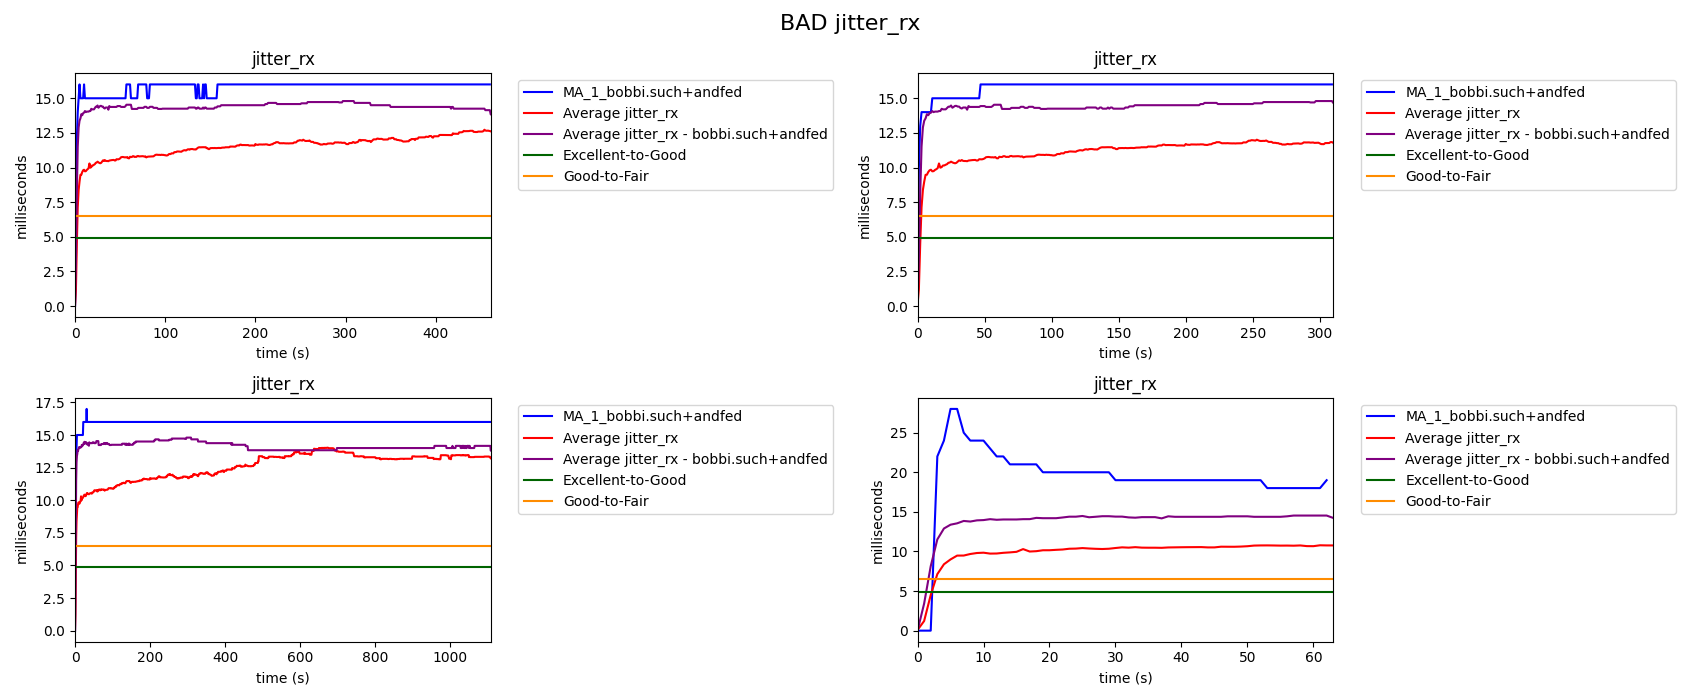 BAD jitter_rx
jitter_rx
milliseconds
15.0
12.5
10.0
7.5
5.0
2.5
0.0
0 100 200 300 400
time (s)
MA_1_bobbi.such+andfed
Average jitter_rx
Average jitter_rx - bobbi.such+andfed
Excellent-to-Good
Good-to-Fair
jitter_rx
milliseconds
15.0
12.5
10.0
7.5
5.0
2.5
0.0
0 50 100 150 200 250 300
time (s)
MA_1_bobbi.such+andfed
Average jitter_rx
Average jitter_rx - bobbi.such+andfed
Excellent-to-Good
Good-to-Fair
jitter_rx
milliseconds
17.5
15.0
12.5
10.0
7.5
5.0
2.5
0.0
0 200 400 600 800 1000
time (s)
MA_1_bobbi.such+andfed
Average jitter_rx
Average jitter_rx - bobbi.such+andfed
Excellent-to-Good
Good-to-Fair
jitter_rx
milliseconds
25
20
15
10
5
0
0 10 20 30 40 50 60
time (s)
MA_1_bobbi.such+andfed
Average jitter_rx
Average jitter_rx - bobbi.such+andfed
Excellent-to-Good
Good-to-Fair